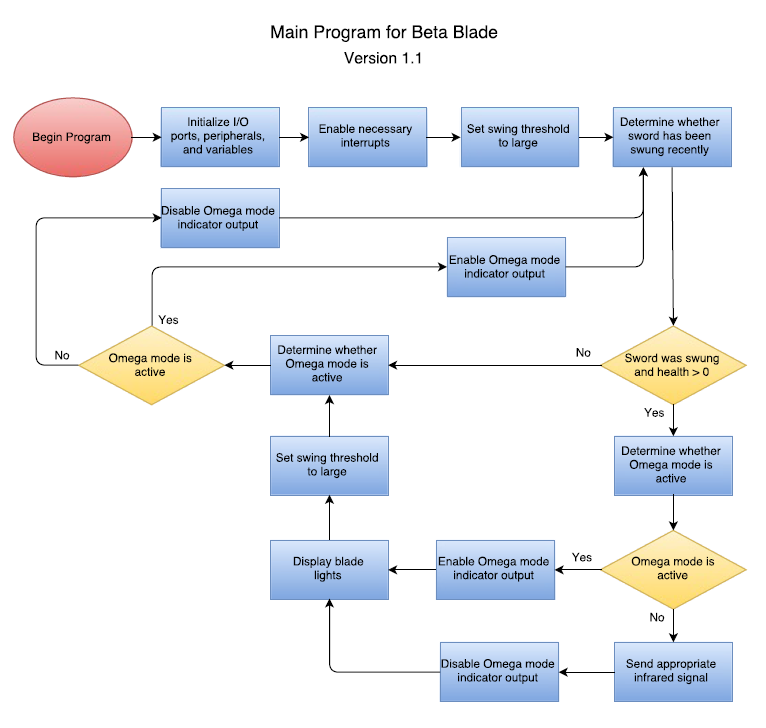 Main Program for Beta Blade
Version 1.1
Begin Program
Initialize I/O
ports, peripherals,
and variables
Enable necessary
interrupts
Set swing threshold
to large
Determine whether
sword has been
swung recently
Disable Omega mode
indicator output
Enable Omega mode
indicator output
Yes
No
Omega mode is
active
Determine whether
Omega mode is
active
No
Sword was swung
and health > 0
Yes
Determine whether
Omega mode is
active
Set swing threshold
to large
Display blade
lights
Enable Omega mode
indicator output
Yes
Omega mode is
active
No
Disable Omega mode
indicator output
Send appropriate
infrared signal